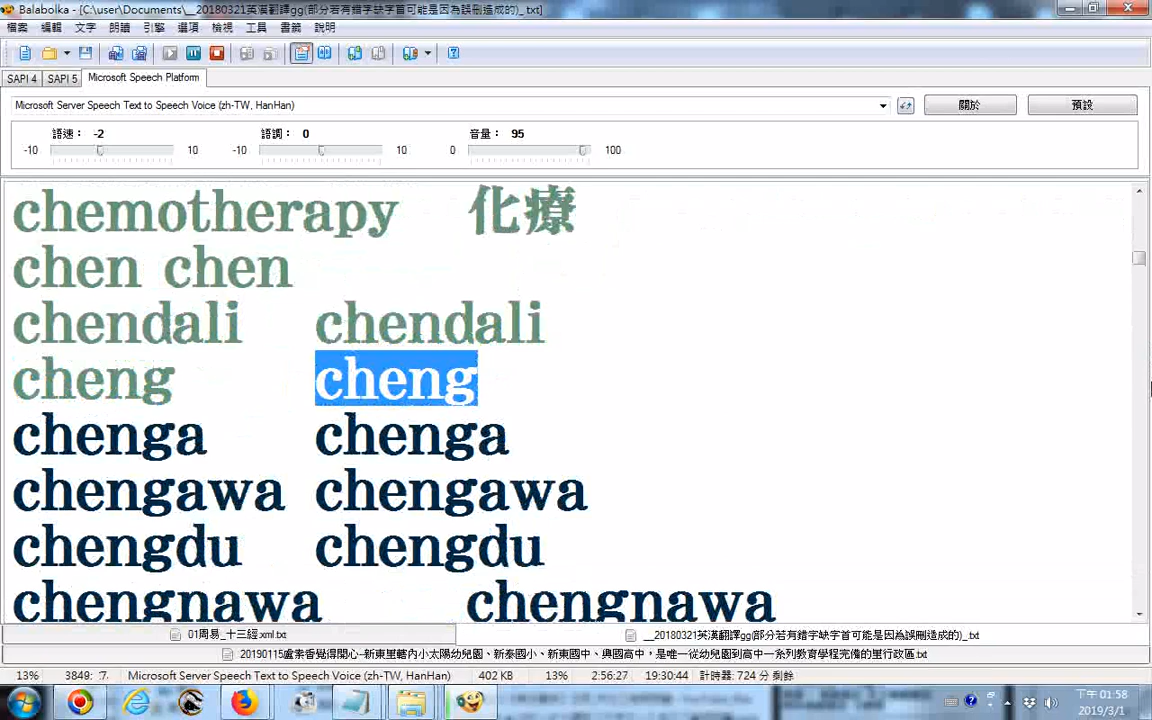 Balabolka - [C:\user\Documents\__20180321英漢翻譯gg(部分若有錯字缺字首可能是因為誤刪造成的)_.txt]
檔案 編輯 文字 朗讀 引擎 選項 檢視 工具 書籤 說明
SAPI 4 SAPI 5 Microsoft Speech Platform
Microsoft Server Speech Text to Speech Voice (zh-TW, HanHan) 關於 預設
語速： -2 語調： 0 音量： 95
-10 10 -10 10 0 100
chemotherapy 化療
chen chen
chendali chendali
cheng cheng
chenga chenga
chengawa chengawa
chengdu chengdu
chengnawa chengnawa
01周易_十三經.xml.txt __20180321英漢翻譯gg(部分若有錯字缺字首可能是因為誤刪造成的)_.txt
20190115盧素香覺得開心-新東里轄內小太陽幼兒園、新泰國小、新東國中、興國高中，是唯一從幼兒園到高中一系列教育學程完備的里行政區.txt
13% 3849: 7. Microsoft Server Speech Text to Speech Voice (zh-TW, HanHan) 402 KB 13% 2:56:27 19:30:44 計時器: 724 分 剩餘
下午 01:58
2019/3/1